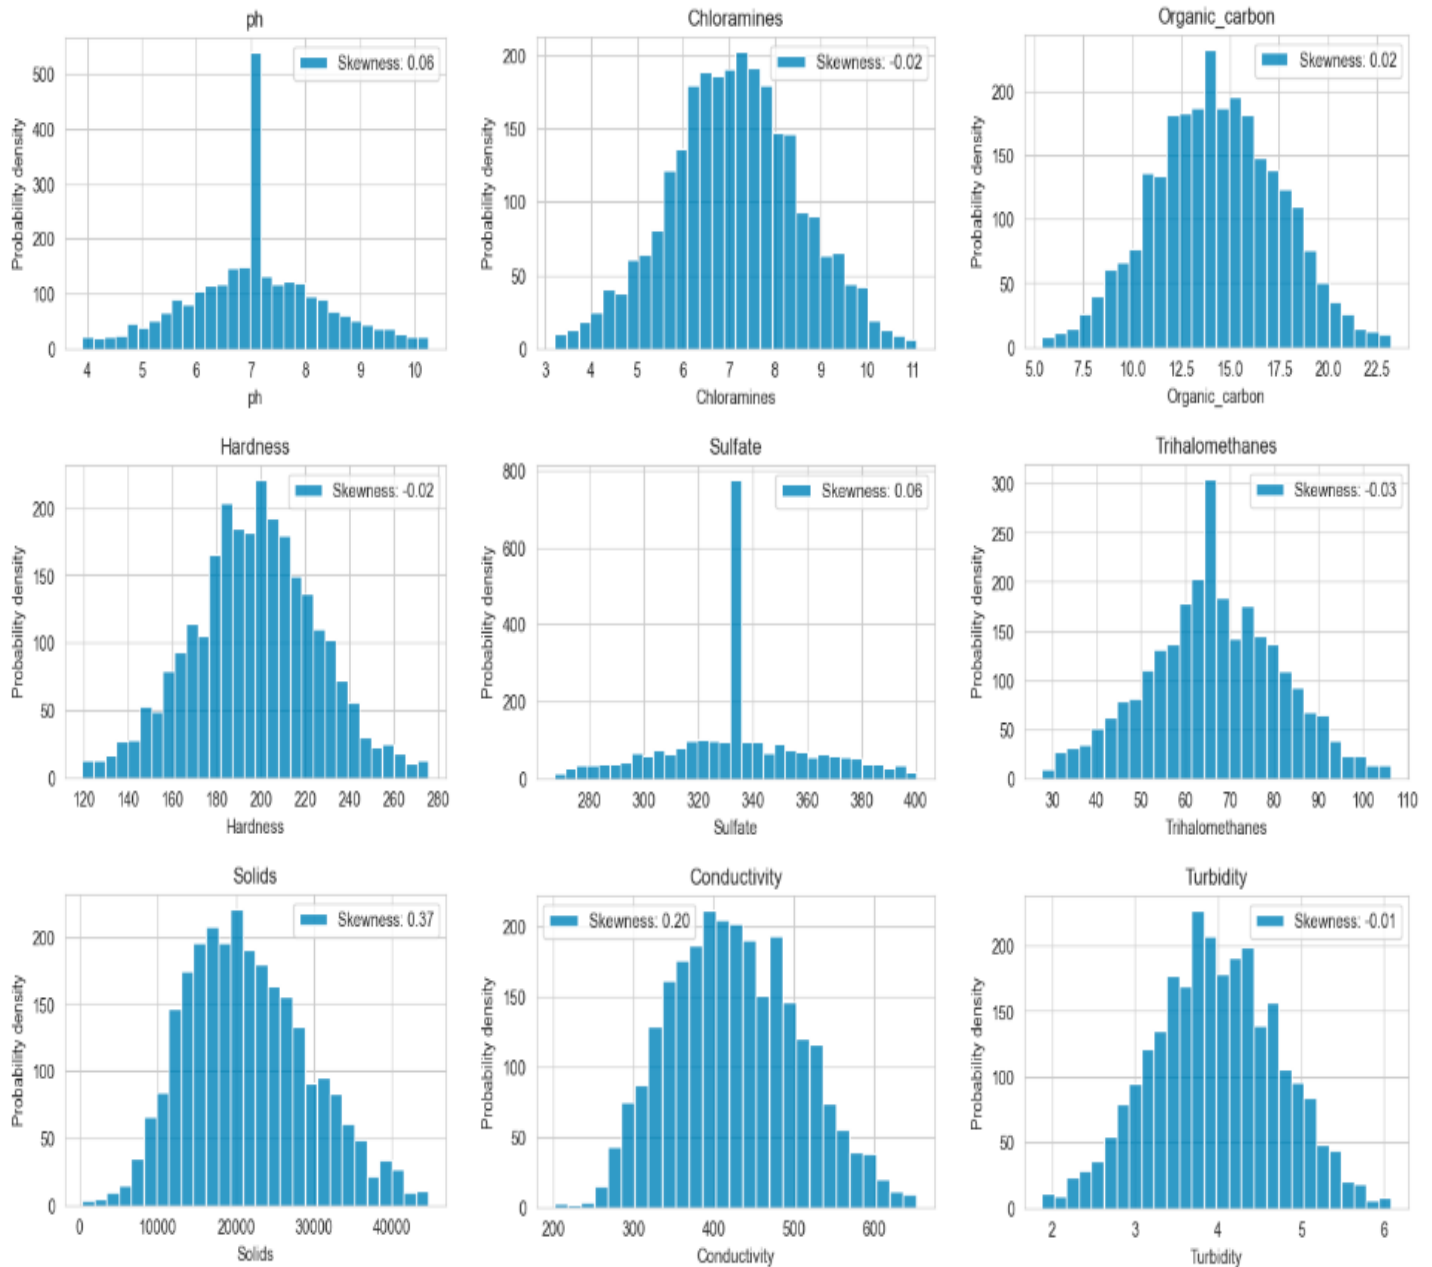 ph
Skewness: 0.06
Probability density
500
400
300
200
100
0
4 5 6 7 8 9 10
ph
Chloramines
Skewness: -0.02
Probability density
200
150
100
50
0
3 4 5 6 7 8 9 10 11
Chloramines
Organic_carbon
Skewness: 0.02
Probability density
200
150
100
50
0
5.0 7.5 10.0 12.5 15.0 17.5 20.0 22.5
Organic_carbon
Hardness
Skewness: -0.02
Probability density
200
150
100
50
0
120 140 160 180 200 220 240 260 280
Hardness
Sulfate
Skewness: 0.06
Probability density
800
600
400
200
0
280 300 320 340 360 380 400
Sulfate
Trihalomethanes
Skewness: -0.03
Probability density
300
250
200
150
100
50
0
30 40 50 60 70 80 90 100 110
Trihalomethanes
Solids
Skewness: 0.37
Probability density
200
150
100
50
0
0 10000 20000 30000 40000
Solids
Conductivity
Skewness: 0.20
Probability density
200
150
100
50
0
200 300 400 500 600
Conductivity
Turbidity
Skewness: -0.01
Probability density
200
150
100
50
0
2 3 4 5 6
Turbidity